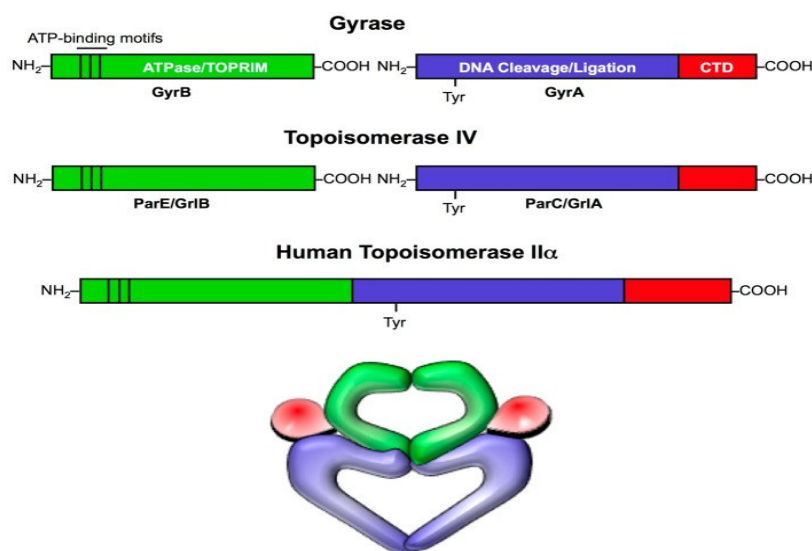 Gyrase
ATP-binding motifs
NH2 ATPase/TOPRIM COOH NH2 DNA Cleavage/Ligation CTD COOH
GyrB Tyr GyrA
Topoisomerase IV
NH2 COOH NH2 COOH
ParE/GrlB Tyr ParC/GrlA
Human Topoisomerase IIα
NH2 COOH
Tyr